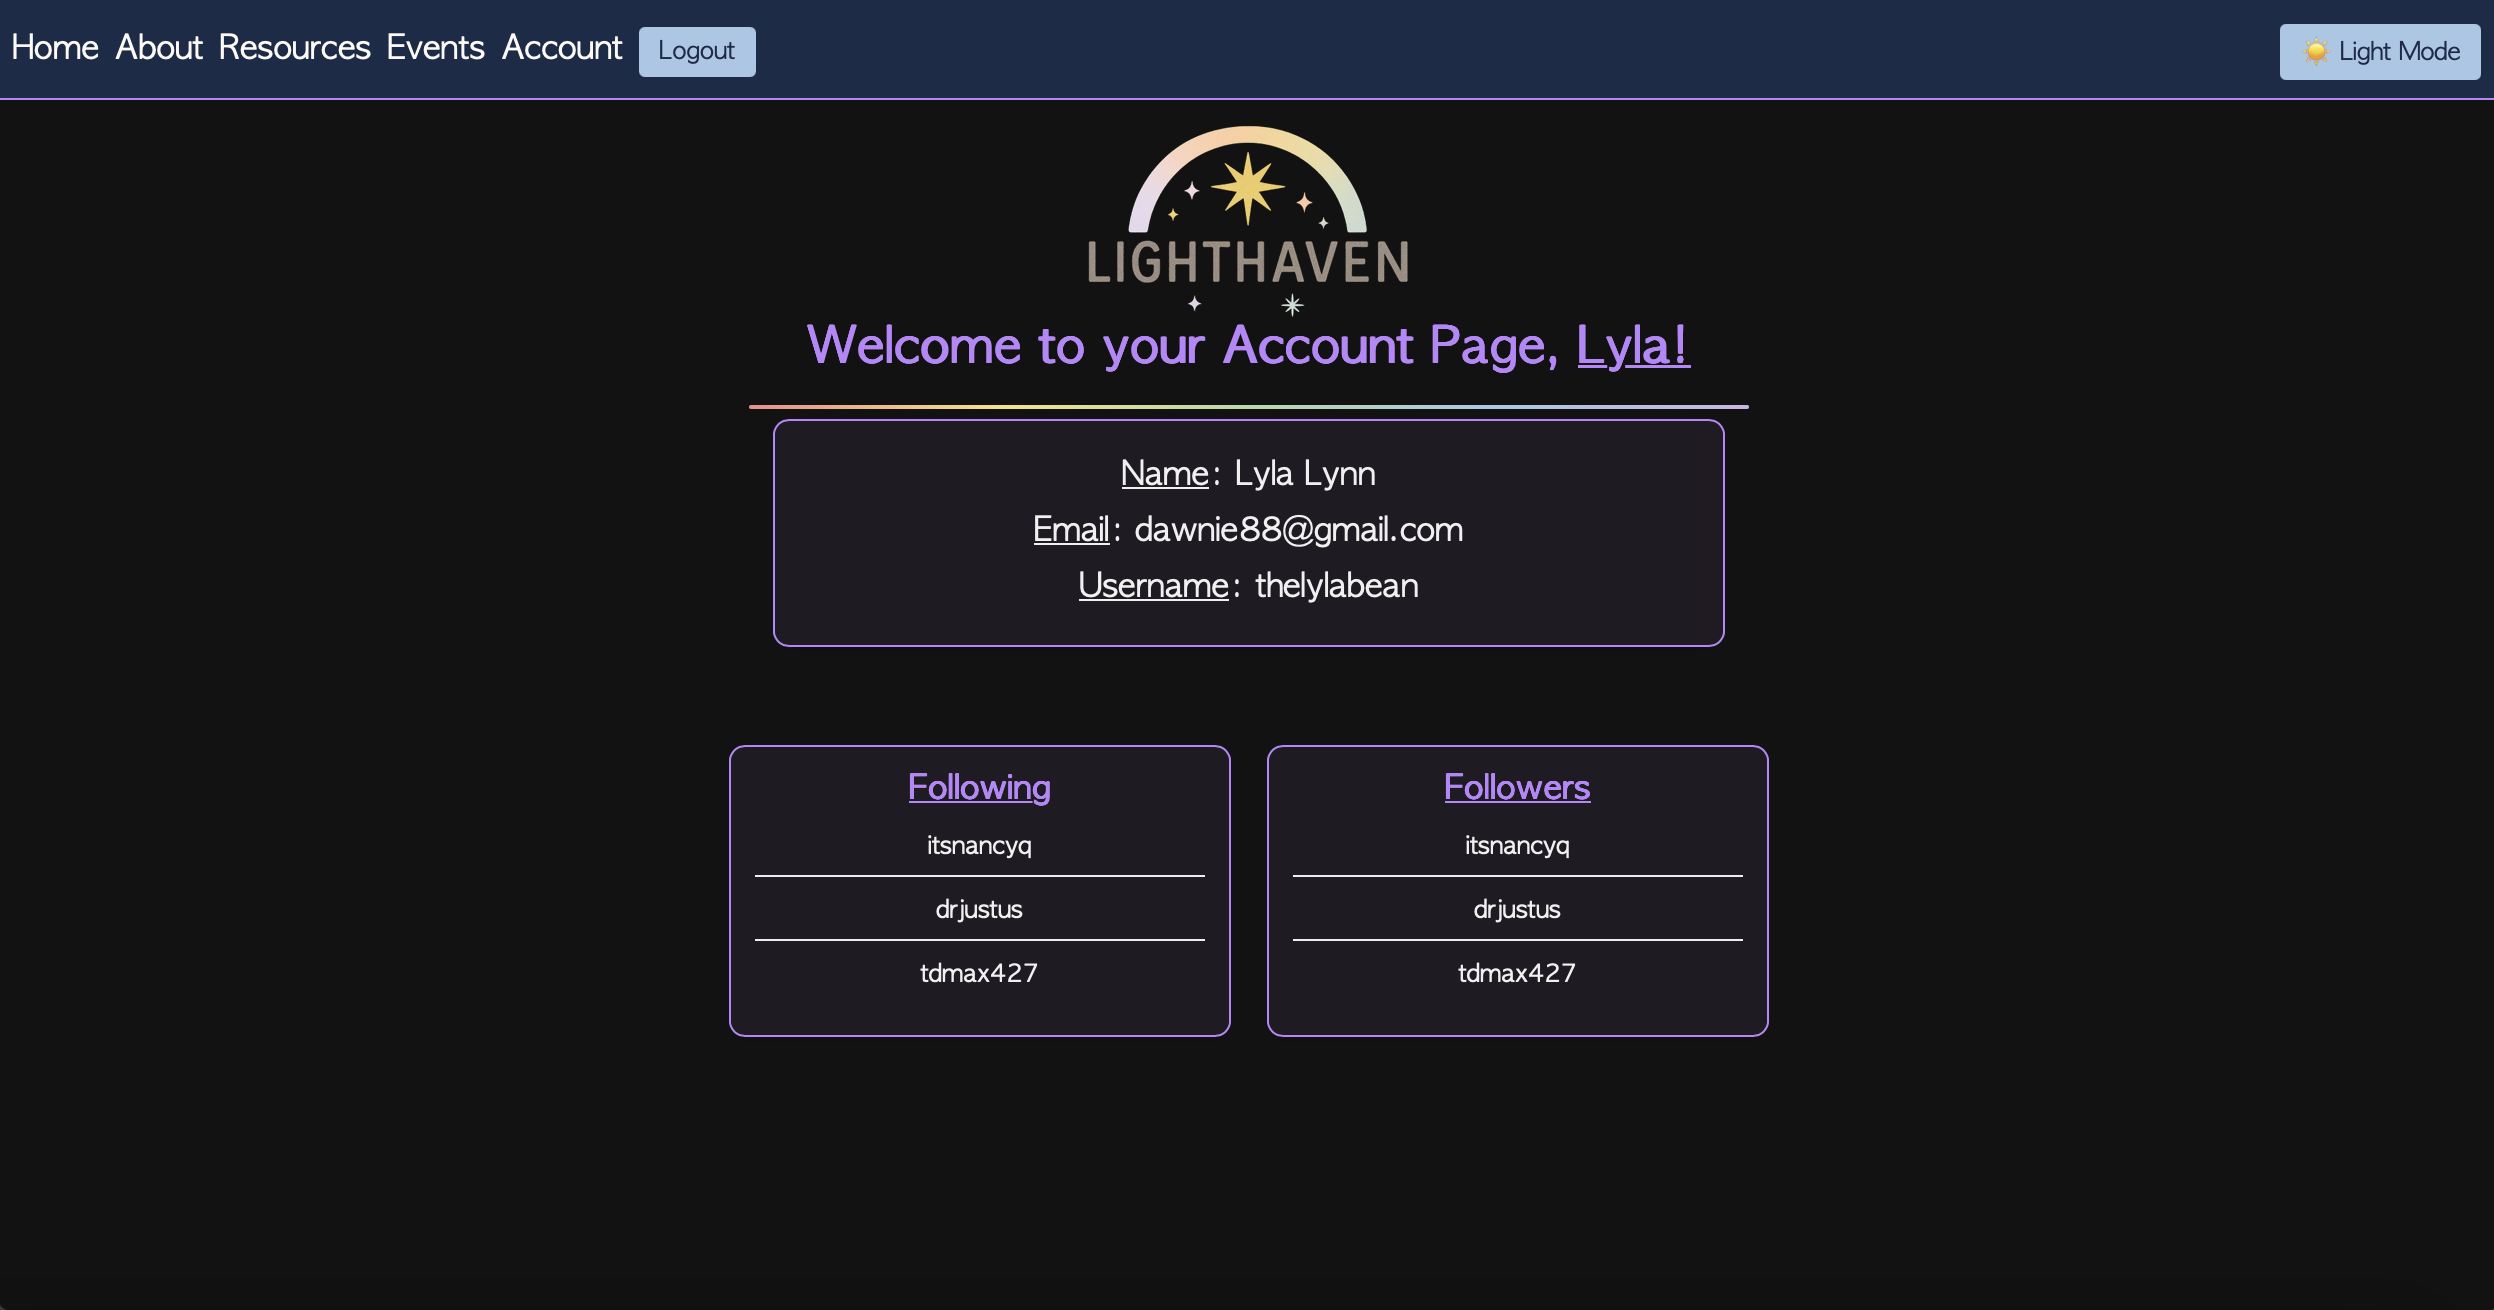 Home About Resources Events Account Logout Light Mode
LIGHTHAVEN
Welcome to your Account Page, Lyla!
Name: Lyla Lynn
Email: dawnie88@gmail.com
Username: thelylabean
Following
itsnancyq
drjustus
tdmax427
Followers
itsnancyq
drjustus
tdmax427